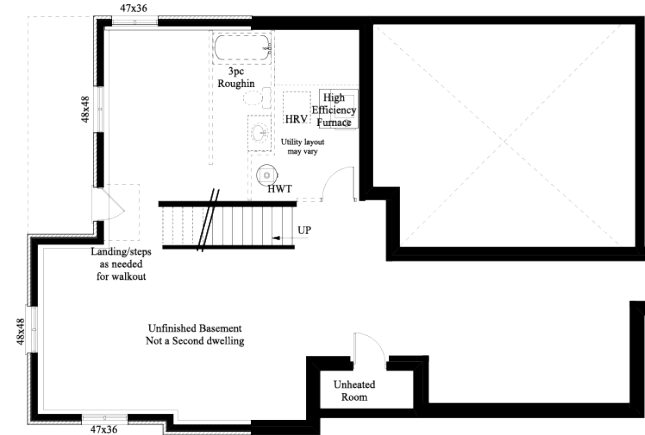 47x36
3pc
Roughin
High
Efficiency
Furnace
HRV
48x48
Utility layout
may vary
HWT
UP
Landing/steps
as needed
for walkout
48x48
Unfinished Basement
Not a Second dwelling
Unheated
Room
47x36